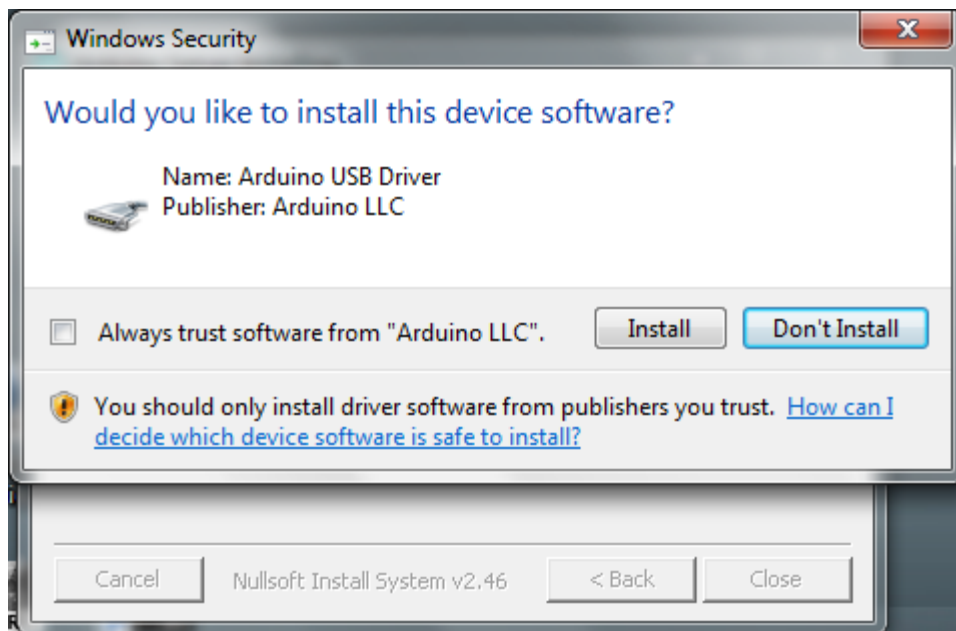 Windows Security
Would you like to install this device software?
Name: Arduino USB Driver
Publisher: Arduino LLC
Always trust software from "Arduino LLC".
Install
Don't Install
You should only install driver software from publishers you trust. How can I
decide which device software is safe to install?
Cancel
Nullsoft Install System v2.46
< Back
Close